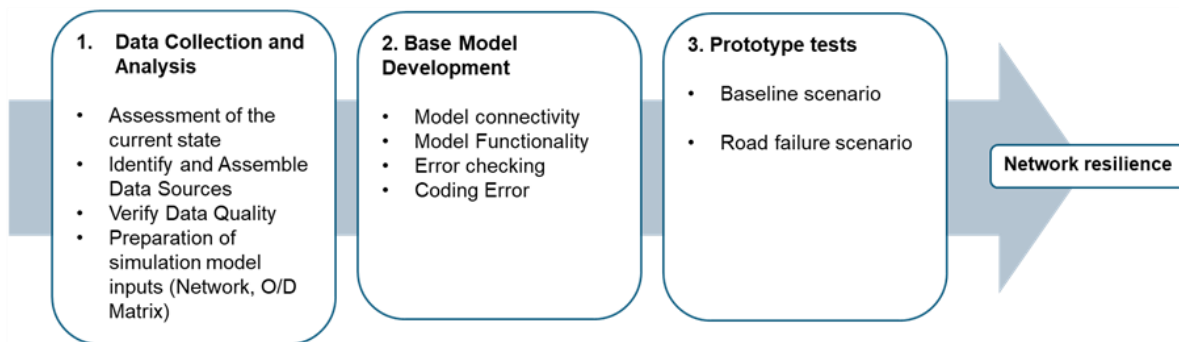 1. Data Collection and
Analysis
• Assessment of the
current state
• Identify and Assemble
Data Sources
• Verify Data Quality
• Preparation of
simulation model
inputs (Network, O/D
Matrix)
2. Base Model
Development
• Model connectivity
• Model Functionality
• Error checking
• Coding Error
3. Prototype tests
• Baseline scenario
• Road failure scenario
Network resilience